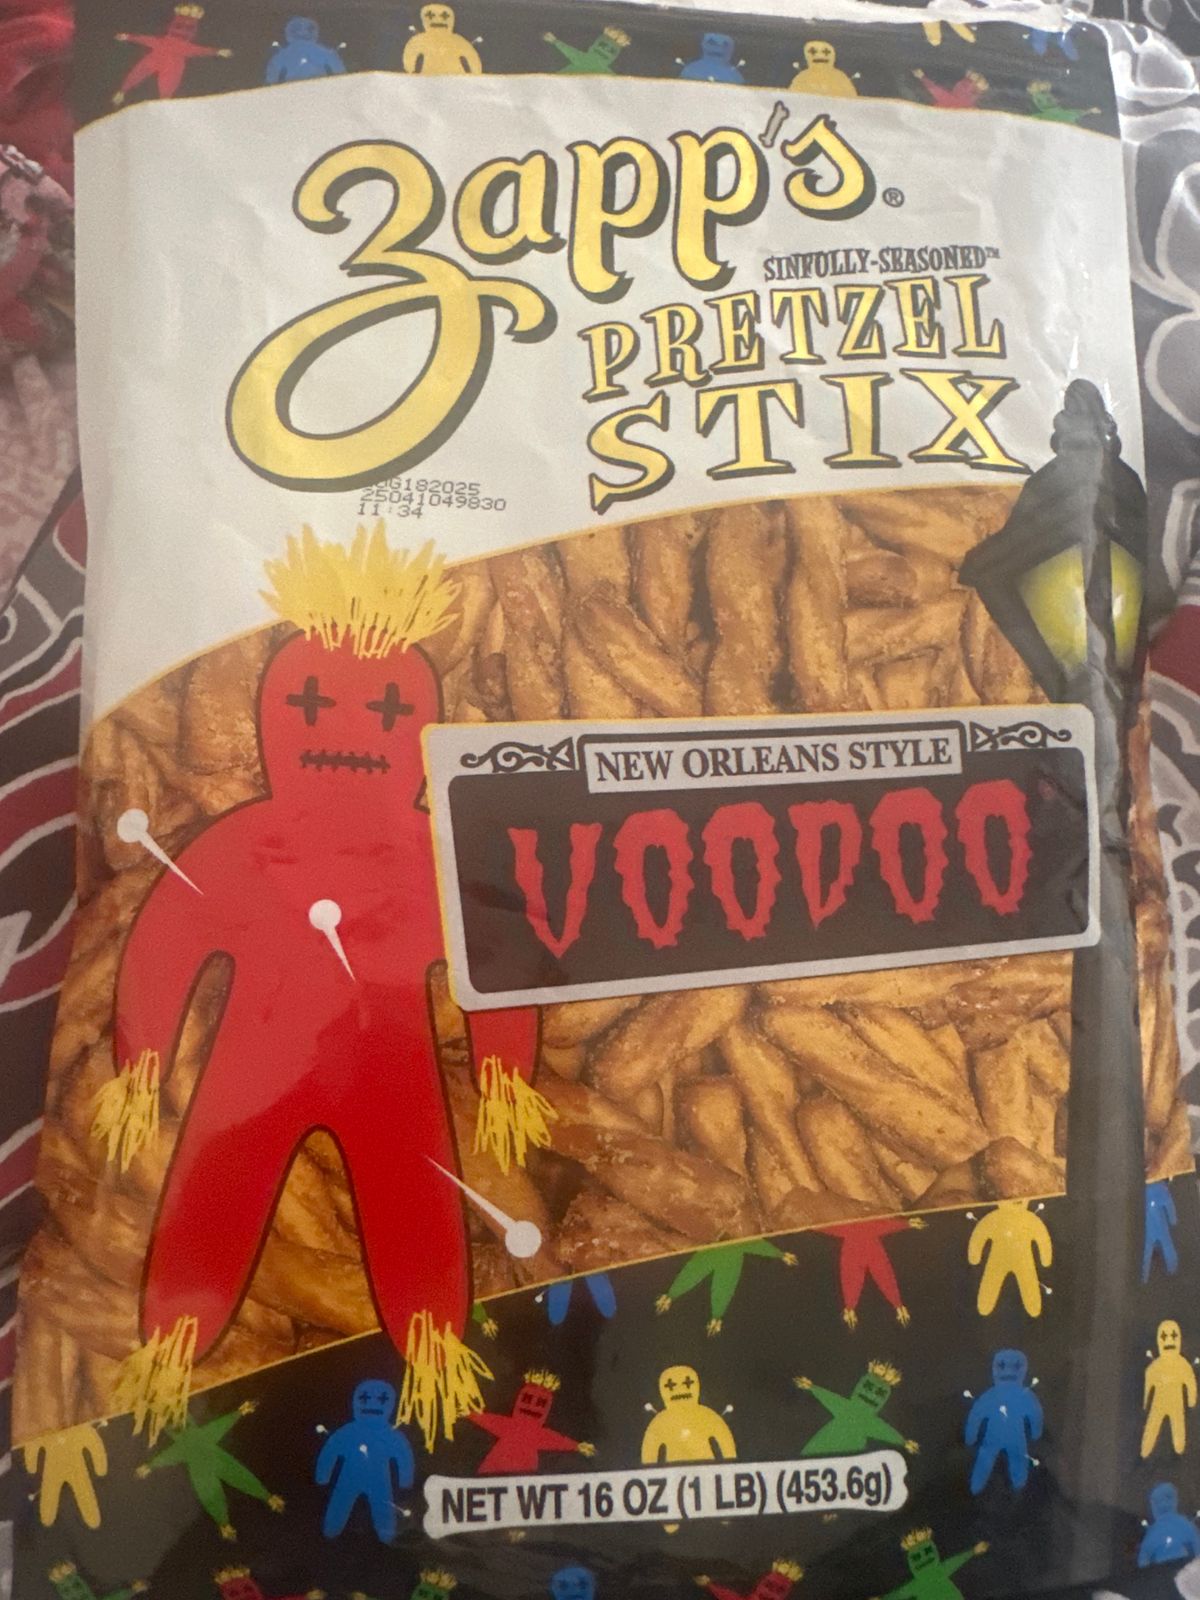 Zapp's®
SINFULLY-SEASONED™
PRETZEL
STIX
G182025
25041049830
11:34
NEW ORLEANS STYLE
VOODOO
NET WT 16 OZ (1 LB) (453.6g)